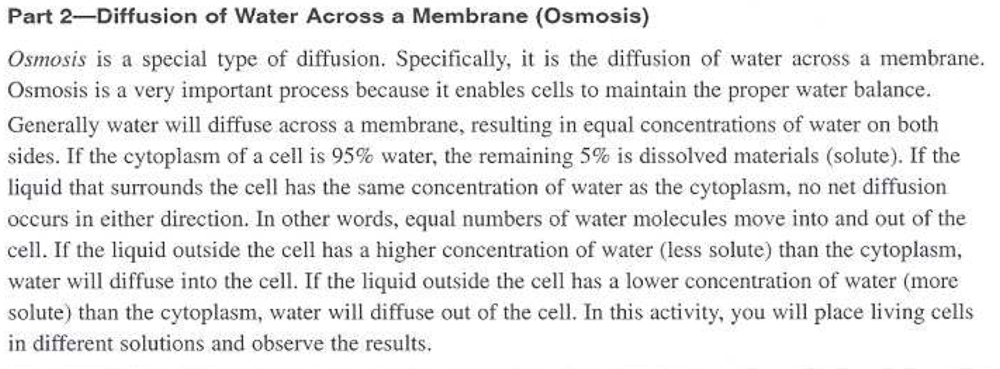 Part 2—Diffusion of Water Across a Membrane (Osmosis)
Osmosis is a special type of diffusion. Specifically, it is the diffusion of water across a membrane.
Osmosis is a very important process because it enables cells to maintain the proper water balance.
Generally water will diffuse across a membrane, resulting in equal concentrations of water on both
sides. If the cytoplasm of a cell is 95% water, the remaining 5% is dissolved materials (solute). If the
liquid that surrounds the cell has the same concentration of water as the cytoplasm, no net diffusion
occurs in either direction. In other words, equal numbers of water molecules move into and out of the
cell. If the liquid outside the cell has a higher concentration of water (less solute) than the cytoplasm,
water will diffuse into the cell. If the liquid outside the cell has a lower concentration of water (more
solute) than the cytoplasm, water will diffuse out of the cell. In this activity, you will place living cells
in different solutions and observe the results.